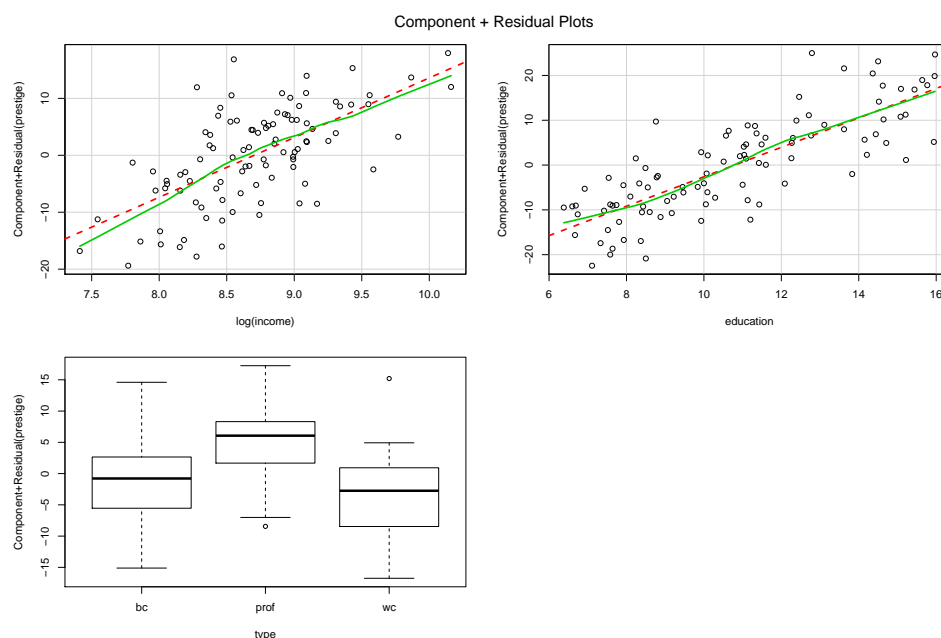 Component + Residual Plots
Component+Residual(prestige)
10
0
−10
−20
7.5 8.0 8.5 9.0 9.5 10.0
log(income)
Component+Residual(prestige)
20
10
0
−10
−20
6 8 10 12 14 16
education
Component+Residual(prestige)
15
10
5
0
−5
−10
−15
bc prof wc
type